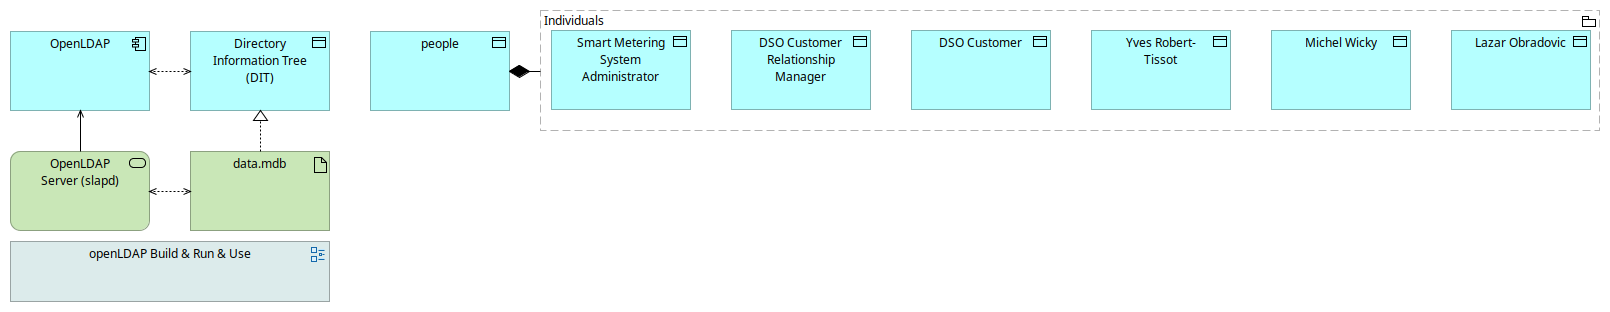 Individuals
OpenLDAP
Directory
Information Tree
(DIT)
people
Smart Metering
System
Administrator
DSO Customer
Relationship
Manager
DSO Customer
Yves Robert-
Tissot
Michel Wicky
Lazar Obradovic
OpenLDAP
Server (slapd)
data.mdb
openLDAP Build & Run & Use